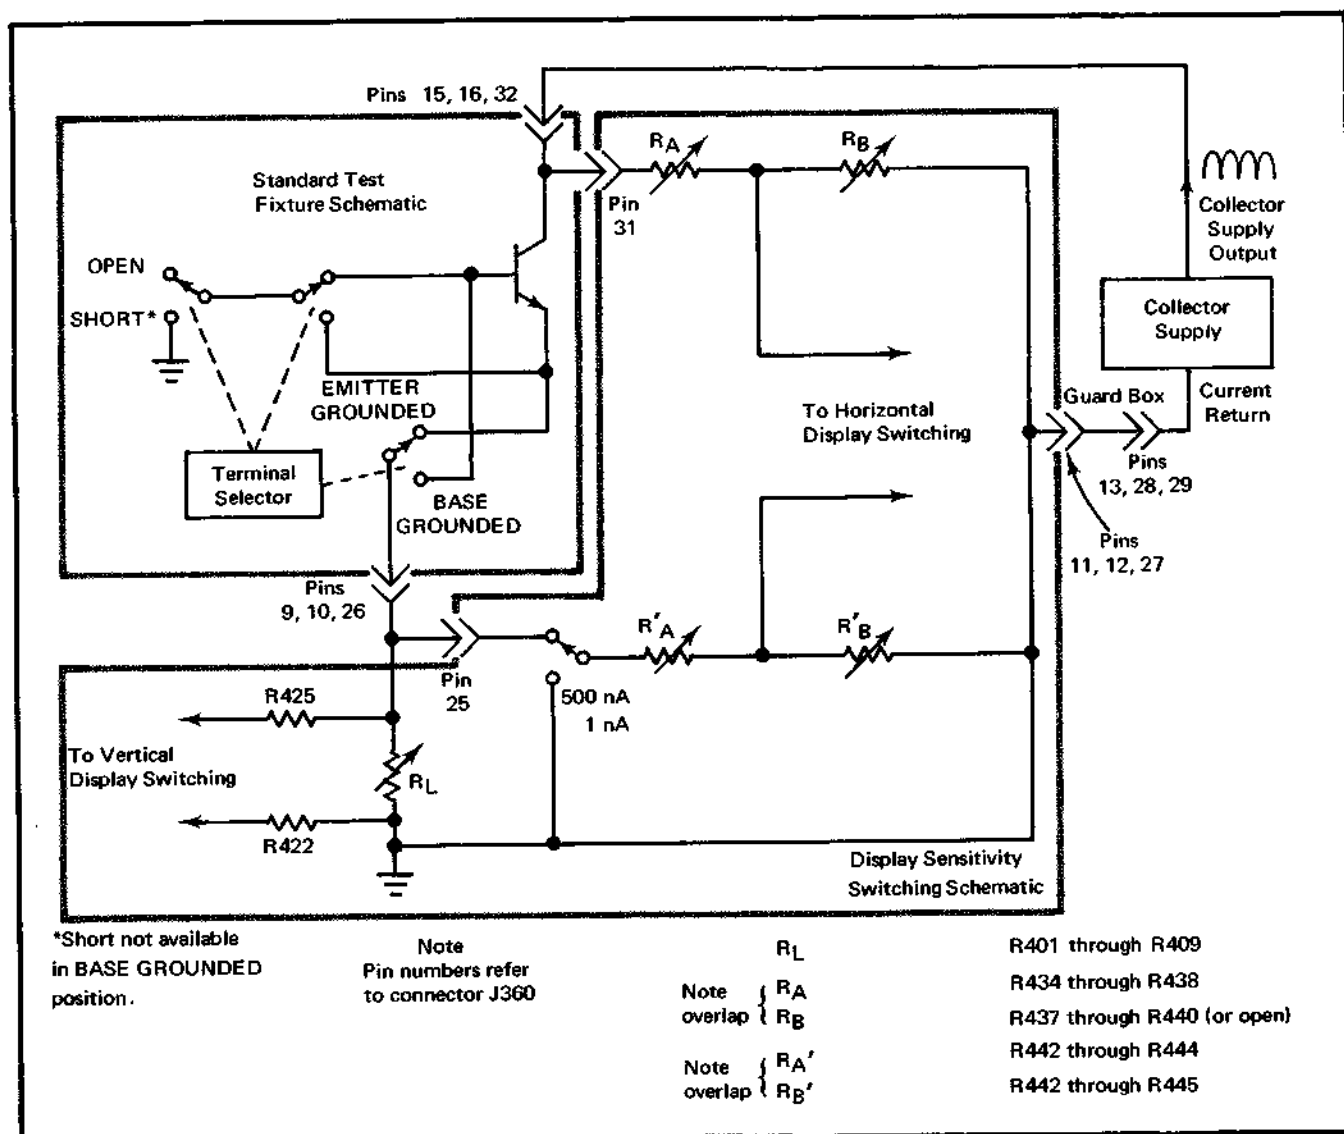 Pins 15, 16, 32
Standard Test
Fixture Schematic
RA
RB
Pin
31
Collector
Supply
Output
OPEN
SHORT*
Collector
Supply
EMITTER
GROUNDED
To Horizontal
Display Switching
Guard Box
Current
Return
Terminal
Selector
BASE
GROUNDED
Pins
13, 28, 29
Pins
11, 12, 27
Pins
9, 10, 26
R'A
R'B
Pin
25
500 nA
1 nA
R425
To Vertical
Display Switching
RL
R422
Display Sensitivity
Switching Schematic
*Short not available
in BASE GROUNDED
position.
Note
Pin numbers refer
to connector J360
RL R401 through R409
Note
overlap { RA R434 through R438
RB R437 through R440 (or open)
Note
overlap { RA' R442 through R444
RB' R442 through R445